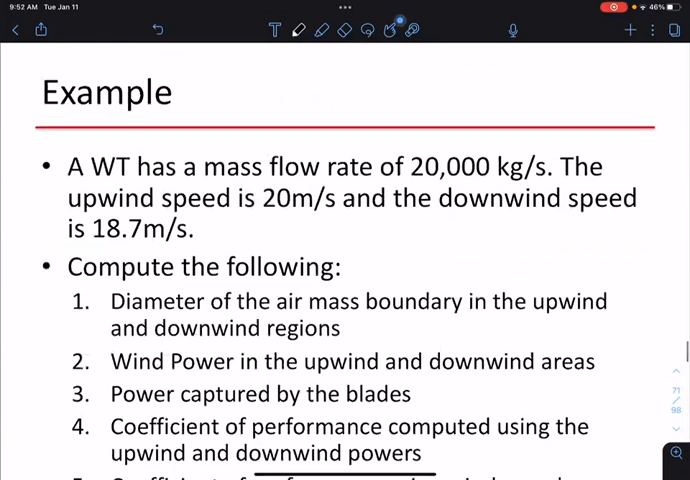 9:52 AM Tue Jan 11
46%
T
Example
• A WT has a mass flow rate of 20,000 kg/s. The
upwind speed is 20m/s and the downwind speed
is 18.7m/s.
• Compute the following:
1. Diameter of the air mass boundary in the upwind
and downwind regions
2. Wind Power in the upwind and downwind areas
3. Power captured by the blades
4. Coefficient of performance computed using the
upwind and downwind powers
71
/
98